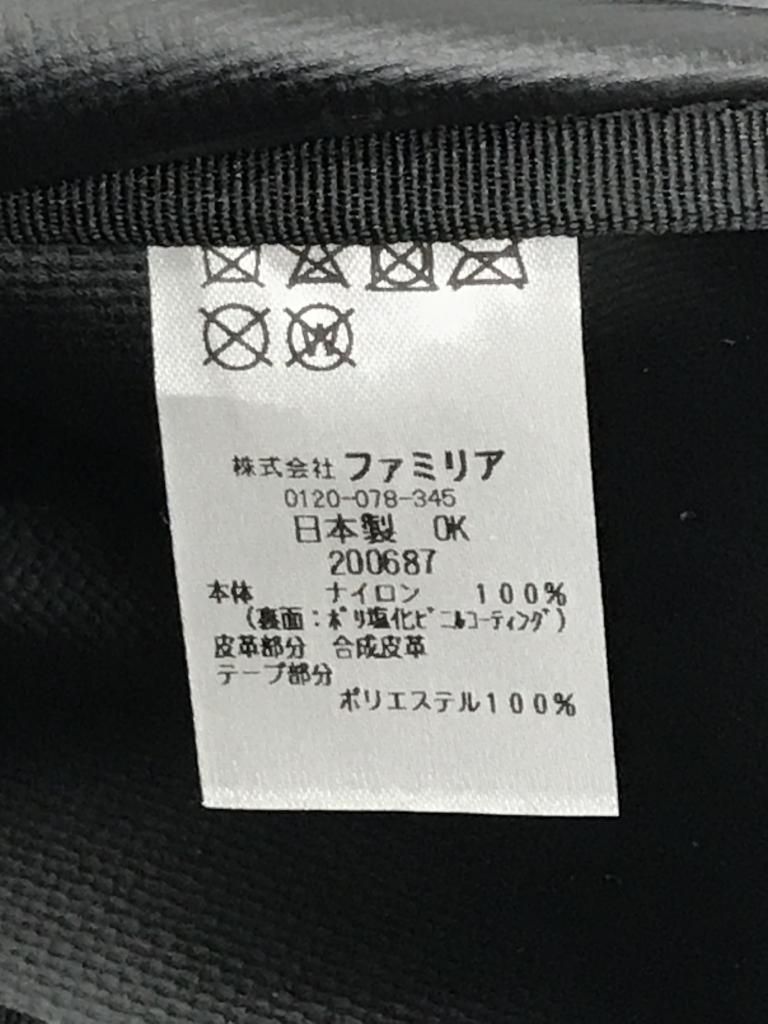 W
株式会社 ファミリア
0120-078-345
日本製 OK
200687
本体 ナイロン 100%
(裏面:ポリ塩化ビニルコーティング)
皮革部分 合成皮革
テープ部分
ポリエステル100%